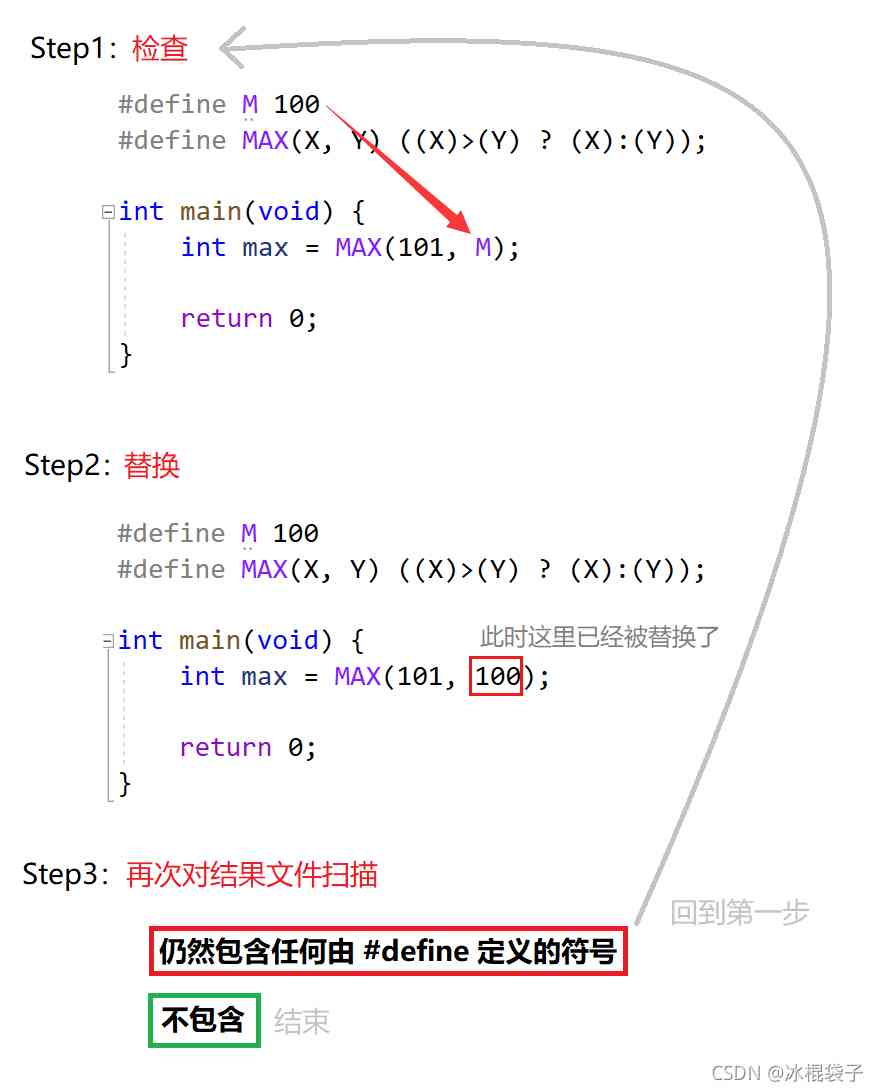 Step1：检查
#define M 100
#define MAX(X, Y) ((X)>(Y) ? (X):(Y));
int main(void) {
int max = MAX(101, M);
return 0;
}
Step2：替换
#define M 100
#define MAX(X, Y) ((X)>(Y) ? (X):(Y));
int main(void) {
此时这里已经被替换了
int max = MAX(101, 100);
return 0;
}
Step3：再次对结果文件扫描
回到第一步
仍然包含任何由 #define 定义的符号
不包含 结束
CSDN @冰棍袋子